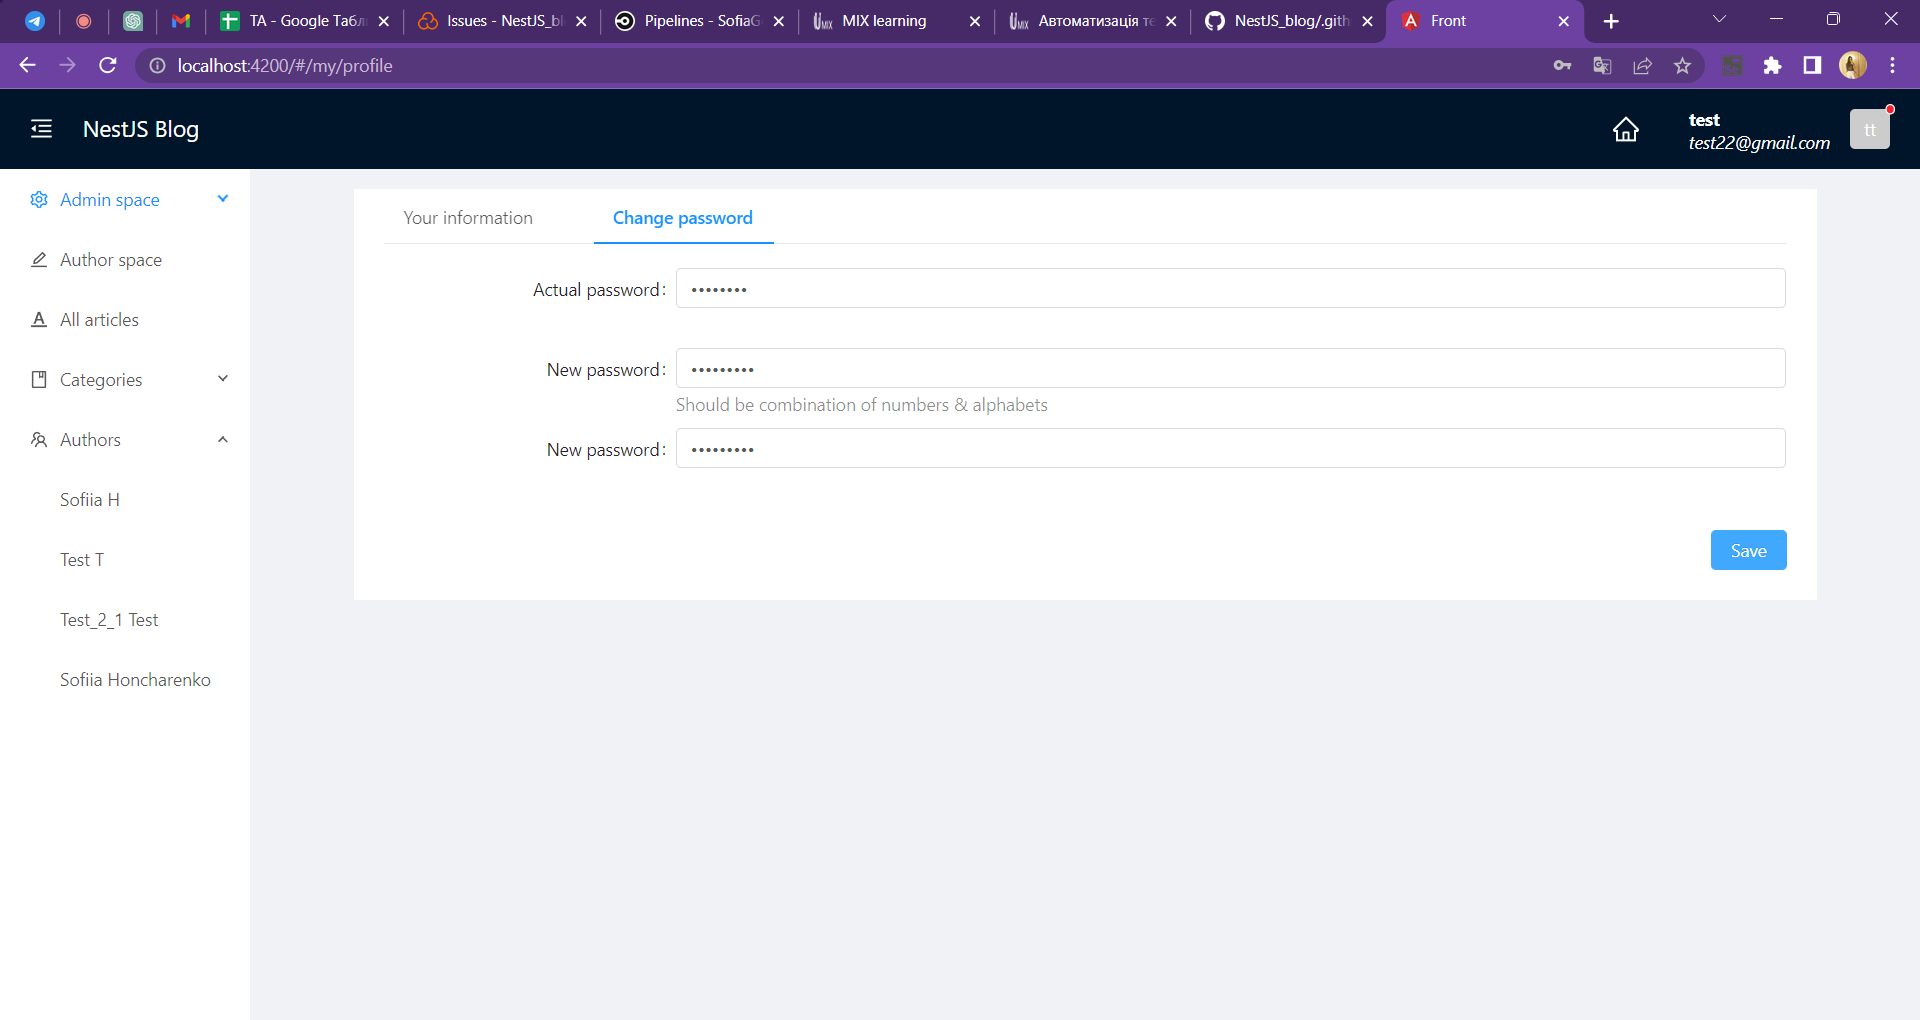 TA - Google Табл
Issues - NestJS_bl
Pipelines - SofiaG
MIX learning
Автоматизація те
NestJS_blog/.gith
Front
localhost:4200/#/my/profile
NestJS Blog
test
test22@gmail.com
tt
Admin space
Author space
All articles
Categories
Authors
Sofiia H
Test T
Test_2_1 Test
Sofiia Honcharenko
Your information
Change password
Actual password:
New password:
Should be combination of numbers & alphabets
New password:
Save